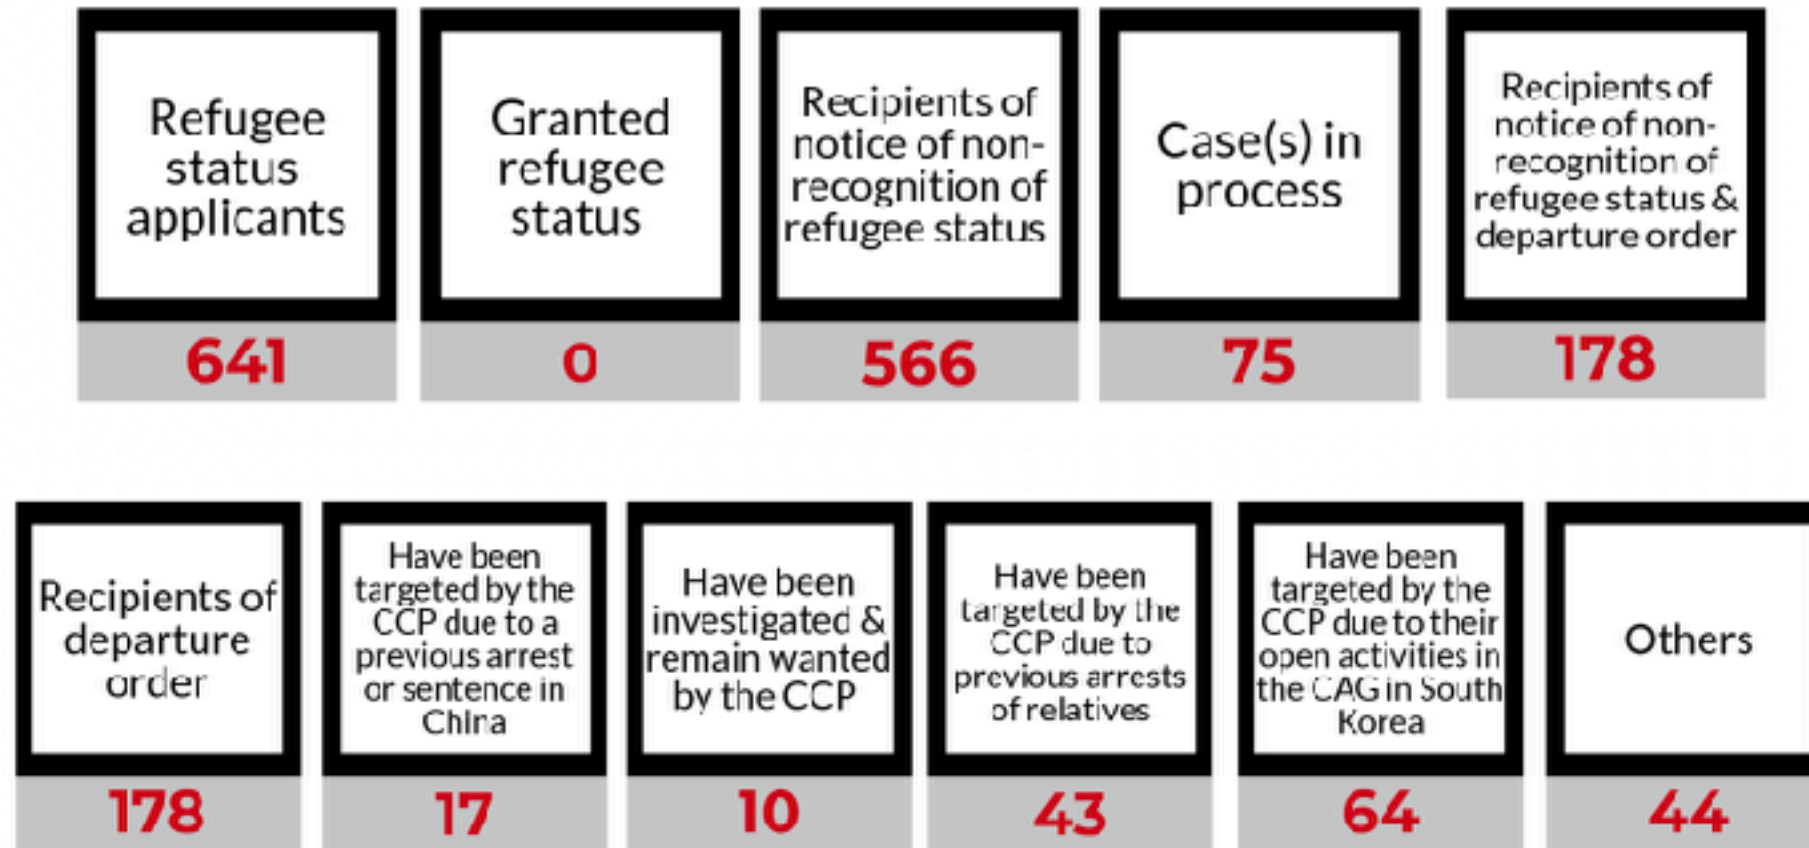 Refugee
status
applicants
641
Granted
refugee
status
0
Recipients of
notice of non-
recognition of
refugee status
566
Case(s) in
process
75
Recipients of
notice of non-
recognition of
refugee status &
departure order
178
Recipients of
departure
order
178
Have been
targeted by the
CCP due to a
previous arrest
or sentence in
China
17
Have been
investigated &
remain wanted
by the CCP
10
Have been
targeted by the
CCP due to
previous arrests
of relatives
43
Have been
targeted by the
CCP due to their
open activities in
the CAG in South
Korea
64
Others
44